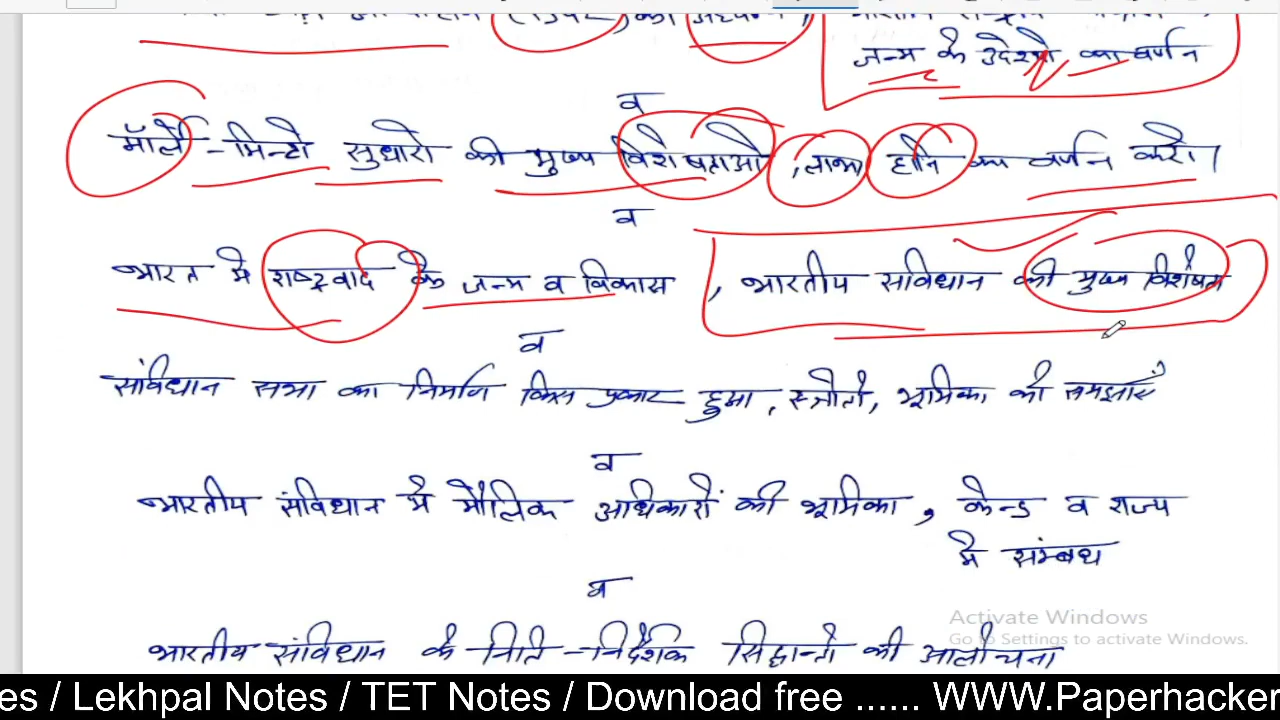 जन्म के उदेश्यो का वर्णन
व
मॉर्ले - मिन्टो सुधारो की मुख्य विशेषताओ, लाभ हानि का वर्णन करो।
व
भारत मे राष्ट्रवाद के जन्म व विकास, भारतीय संविधान की मुख्य विशेषता
व
संविधान सभा का निर्माण किस प्रकार हुआ, स्त्रोतो, भूमिका को समझाएँ
व
भारतीय संविधान मे मौलिक अधिकारों की भूमिका, केन्द्र व राज्य
मे संम्बध
व
भारतीय संविधान के निति-निर्देशक सिद्धान्तो की आलोचना
Activate Windows
Go to Settings to activate Windows.
es / Lekhpal Notes / TET Notes / Download free ...... WWW.Paperhacker